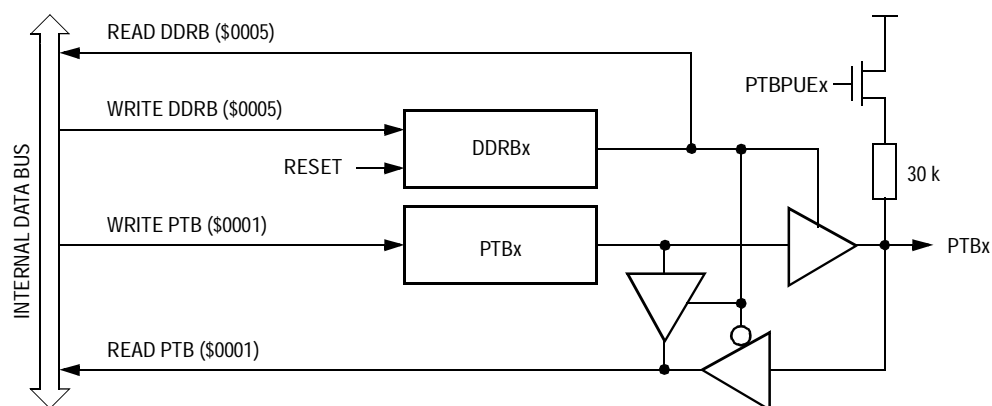 READ DDRB ($0005)
PTBPUEx
WRITE DDRB ($0005)
DDRBx
RESET
30 k
INTERNAL DATA BUS
WRITE PTB ($0001)
PTBx
PTBx
READ PTB ($0001)